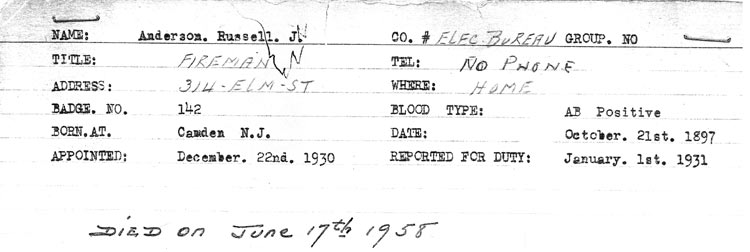 NAME: Anderson. Russell. J. CO. # ELEC BUREAU GROUP. NO
TITLE: FIREMAN TEL: NO PHONE
ADDRESS: 314-ELM-ST WHERE: HOME
BADGE. NO. 142 BLOOD TYPE: AB Positive
BORN.AT. Camden N.J. DATE: October. 21st. 1897
APPOINTED: December. 22nd. 1930 REPORTED FOR DUTY: January. 1st. 1931
DIED on June 17th 1958